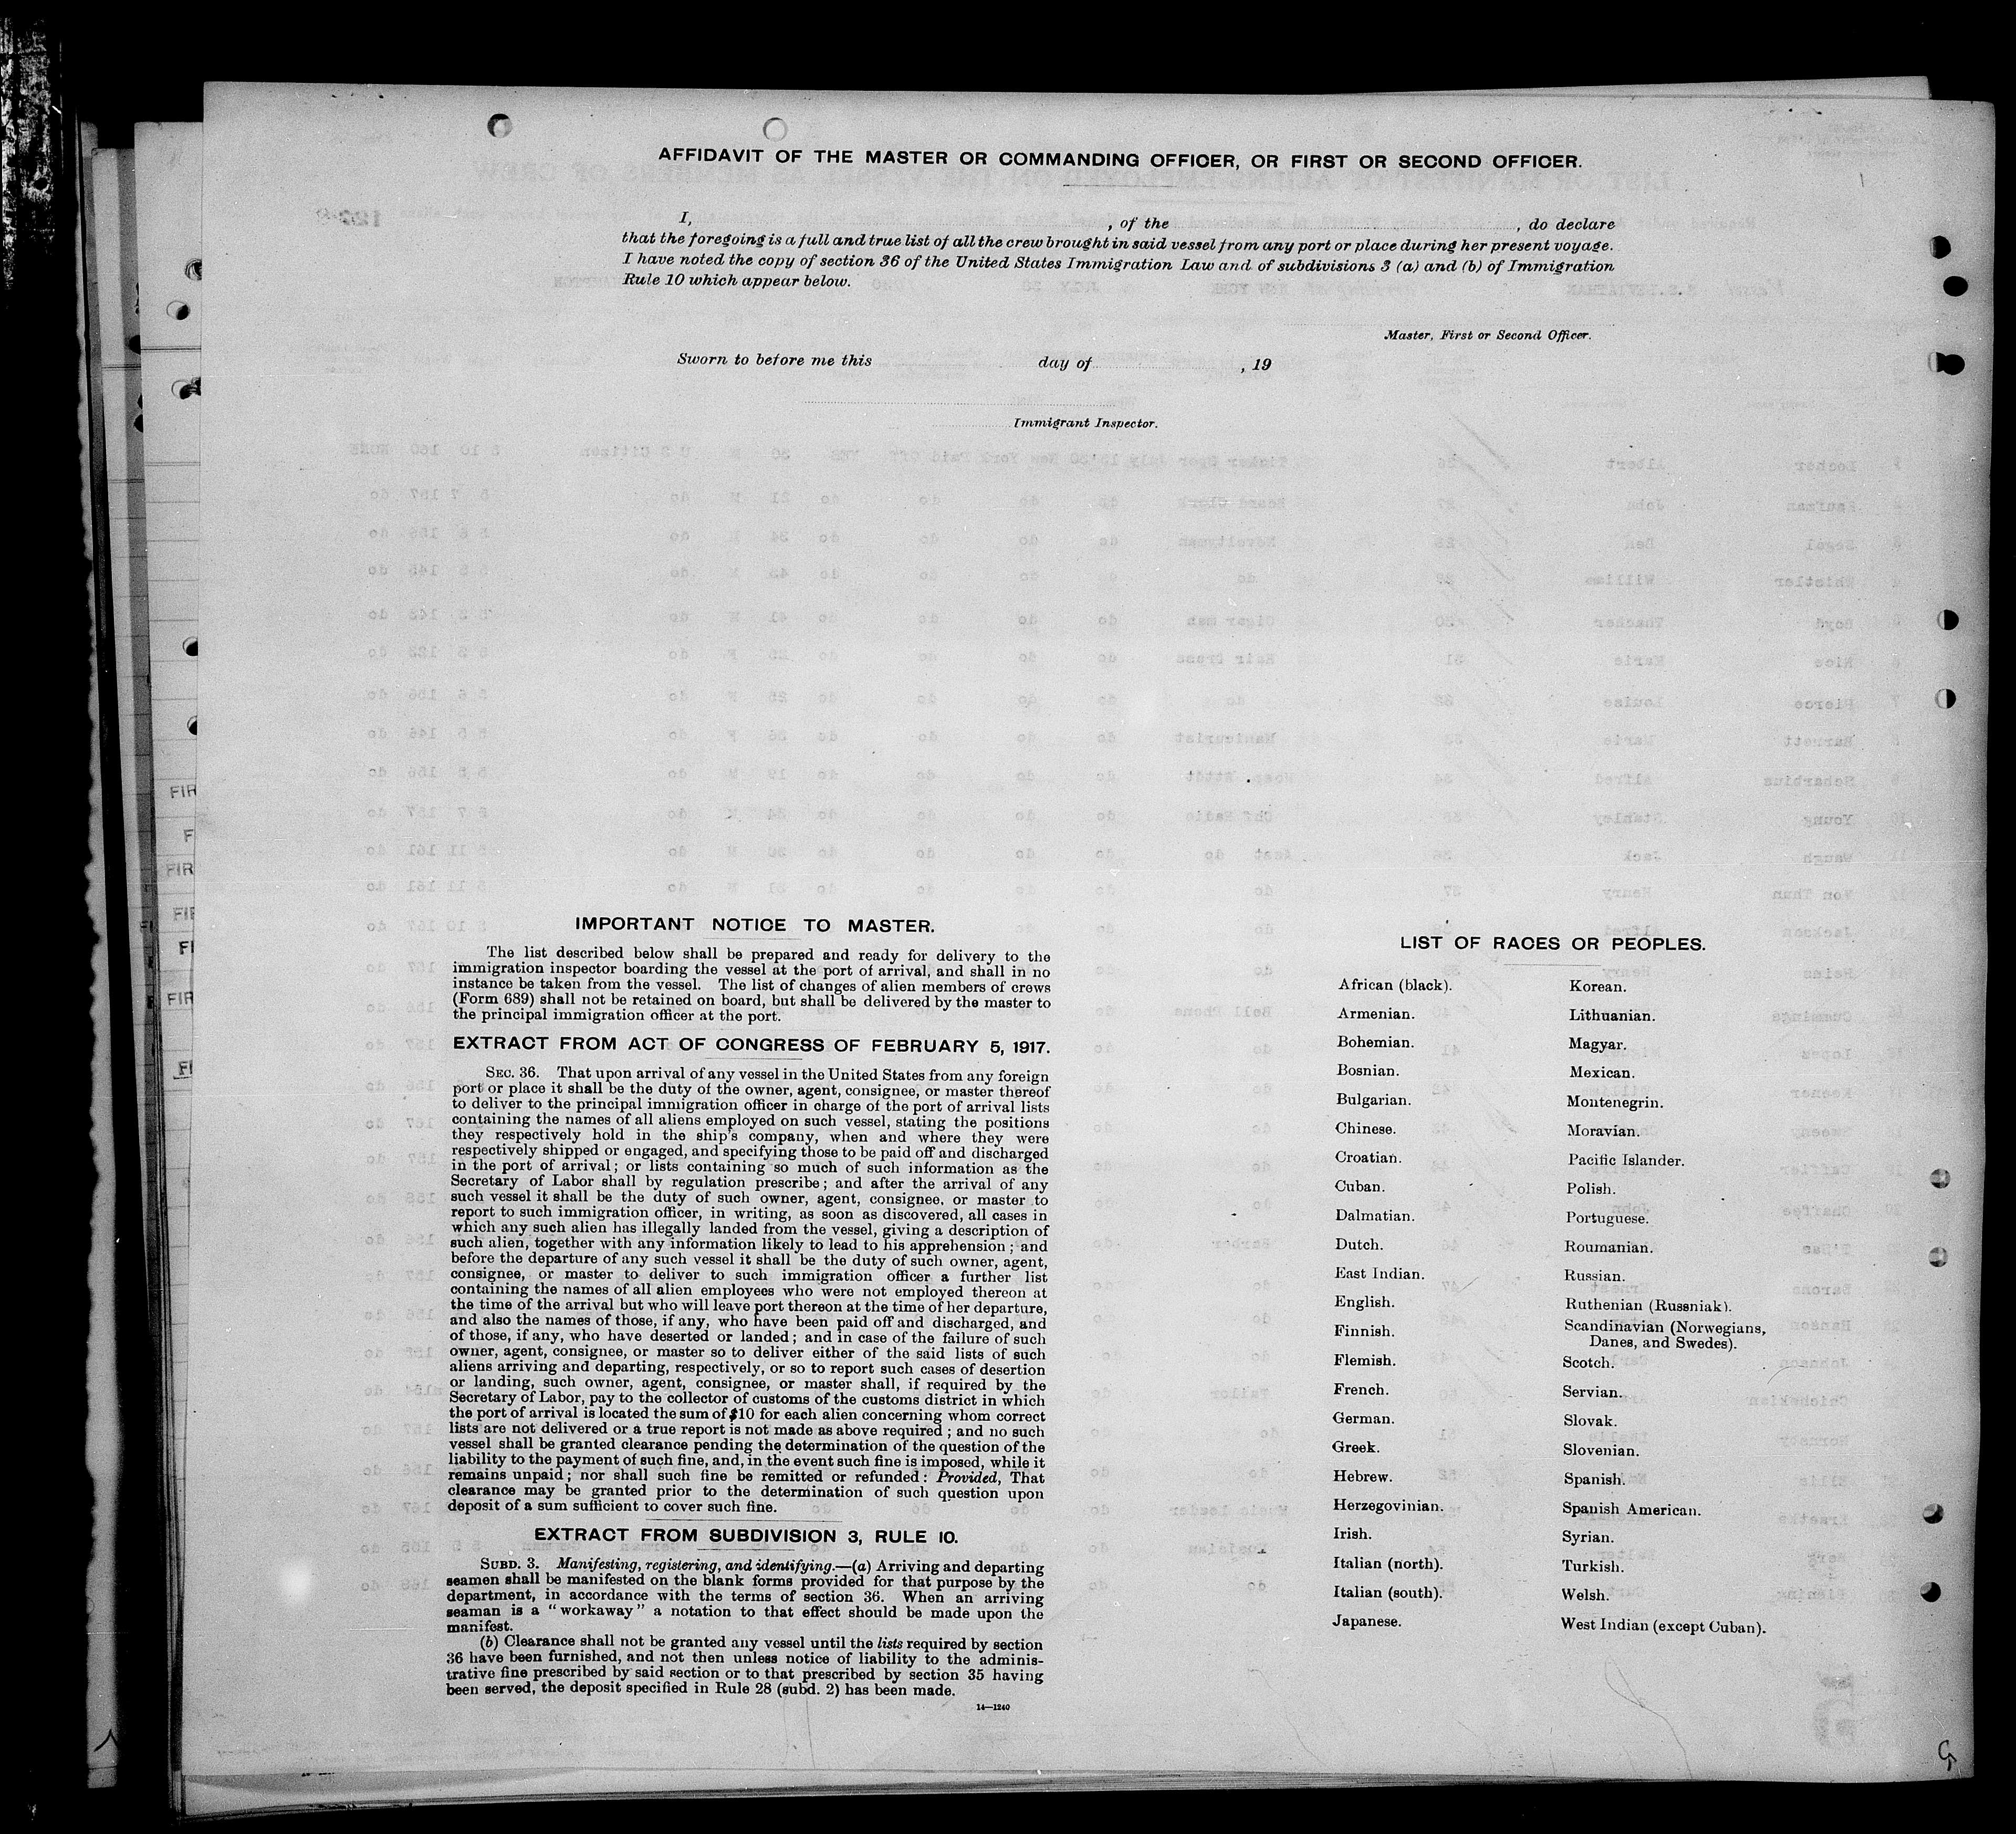 AFFIDAVIT OF THE MASTER OR COMMANDING OFFICER, OR FIRST OR SECOND OFFICER.
I, , of the , do declare
that the foregoing is a full and true list of all the crew brought in said vessel from any port or place during her present voyage.
I have noted the copy of section 36 of the United States Immigration Law and of subdivisions 3 (a) and (b) of Immigration
Rule 10 which appear below.
Master, First or Second Officer.
Sworn to before me this day of , 19
Immigrant Inspector.
IMPORTANT NOTICE TO MASTER.
The list described below shall be prepared and ready for delivery to the
immigration inspector boarding the vessel at the port of arrival, and shall in no
instance be taken from the vessel. The list of changes of alien members of crews
(Form 689) shall not be retained on board, but shall be delivered by the master to
the principal immigration officer at the port.
EXTRACT FROM ACT OF CONGRESS OF FEBRUARY 5, 1917.
SEC. 36. That upon arrival of any vessel in the United States from any foreign
port or place it shall be the duty of the owner, agent, consignee, or master thereof
to deliver to the principal immigration officer in charge of the port of arrival lists
containing the names of all aliens employed on such vessel, stating the positions
they respectively hold in the ship's company, when and where they were
respectively shipped or engaged, and specifying those to be paid off and discharged
in the port of arrival; or lists containing so much of such information as the
Secretary of Labor shall by regulation prescribe; and after the arrival of any
such vessel it shall be the duty of such owner, agent, consignee, or master to
report to such immigration officer, in writing, as soon as discovered, all cases in
which any such alien has illegally landed from the vessel, giving a description of
such alien, together with any information likely to lead to his apprehension; and
before the departure of any such vessel it shall be the duty of such owner, agent,
consignee, or master to deliver to such immigration officer a further list
containing the names of all alien employees who were not employed thereon at
the time of the arrival but who will leave port thereon at the time of her departure,
and also the names of those, if any, who have been paid off and discharged, and
of those, if any, who have deserted or landed; and in case of the failure of such
owner, agent, consignee, or master so to deliver either of the said lists of such
aliens arriving and departing, respectively, or so to report such cases of desertion
or landing, such owner, agent, consignee, or master shall, if required by the
Secretary of Labor, pay to the collector of customs of the customs district in which
the port of arrival is located the sum of $10 for each alien concerning whom correct
lists are not delivered or a true report is not made as above required; and no such
vessel shall be granted clearance pending the determination of the question of the
liability to the payment of such fine, and, in the event such fine is imposed, while it
remains unpaid; nor shall such fine be remitted or refunded: Provided, That
clearance may be granted prior to the determination of such question upon
deposit of a sum sufficient to cover such fine.
EXTRACT FROM SUBDIVISION 3, RULE 10.
SUBD. 3. Manifesting, registering, and identifying.—(a) Arriving and departing
seamen shall be manifested on the blank forms provided for that purpose by the
department, in accordance with the terms of section 36. When an arriving
seaman is a "workaway" a notation to that effect should be made upon the
manifest.
(b) Clearance shall not be granted any vessel until the lists required by section
36 have been furnished, and not then unless notice of liability to the adminis-
trative fine prescribed by said section or to that prescribed by section 35 having
been served, the deposit specified in Rule 28 (subd. 2) has been made.
14—1240
LIST OF RACES OR PEOPLES.
African (black).
Armenian.
Bohemian.
Bosnian.
Bulgarian.
Chinese.
Croatian.
Cuban.
Dalmatian.
Dutch.
East Indian.
English.
Finnish.
Flemish.
French.
German.
Greek.
Hebrew.
Herzegovinian.
Irish.
Italian (north).
Italian (south).
Japanese.
Korean.
Lithuanian.
Magyar.
Mexican.
Montenegrin.
Moravian.
Pacific Islander.
Polish.
Portuguese.
Roumanian.
Russian.
Ruthenian (Russniak).
Scandinavian (Norwegians,
Danes, and Swedes).
Scotch.
Servian.
Slovak.
Slovenian.
Spanish.
Spanish American.
Syrian.
Turkish.
Welsh.
West Indian (except Cuban).